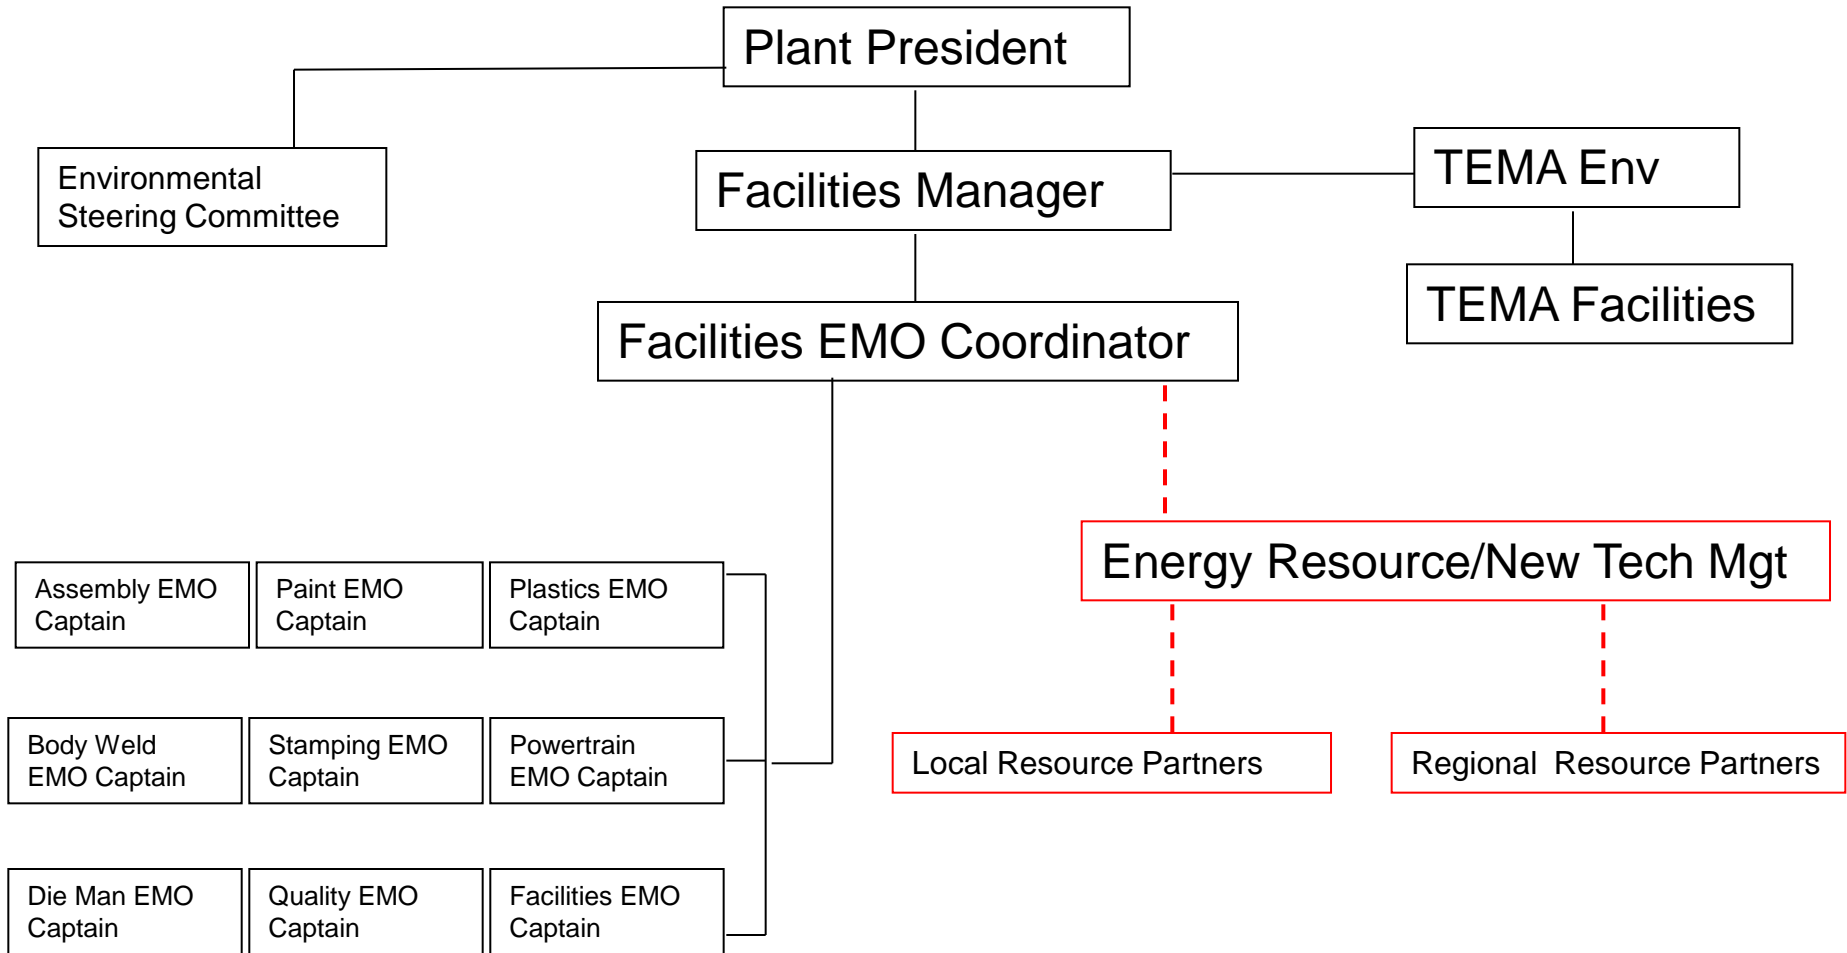 Plant President
Environmental
Steering Committee
Facilities Manager
TEMA Env
TEMA Facilities
Facilities EMO Coordinator
Energy Resource/New Tech Mgt
Assembly EMO
Captain
Paint EMO
Captain
Plastics EMO
Captain
Body Weld
EMO Captain
Stamping EMO
Captain
Powertrain
EMO Captain
Local Resource Partners
Regional Resource Partners
Die Man EMO
Captain
Quality EMO
Captain
Facilities EMO
Captain